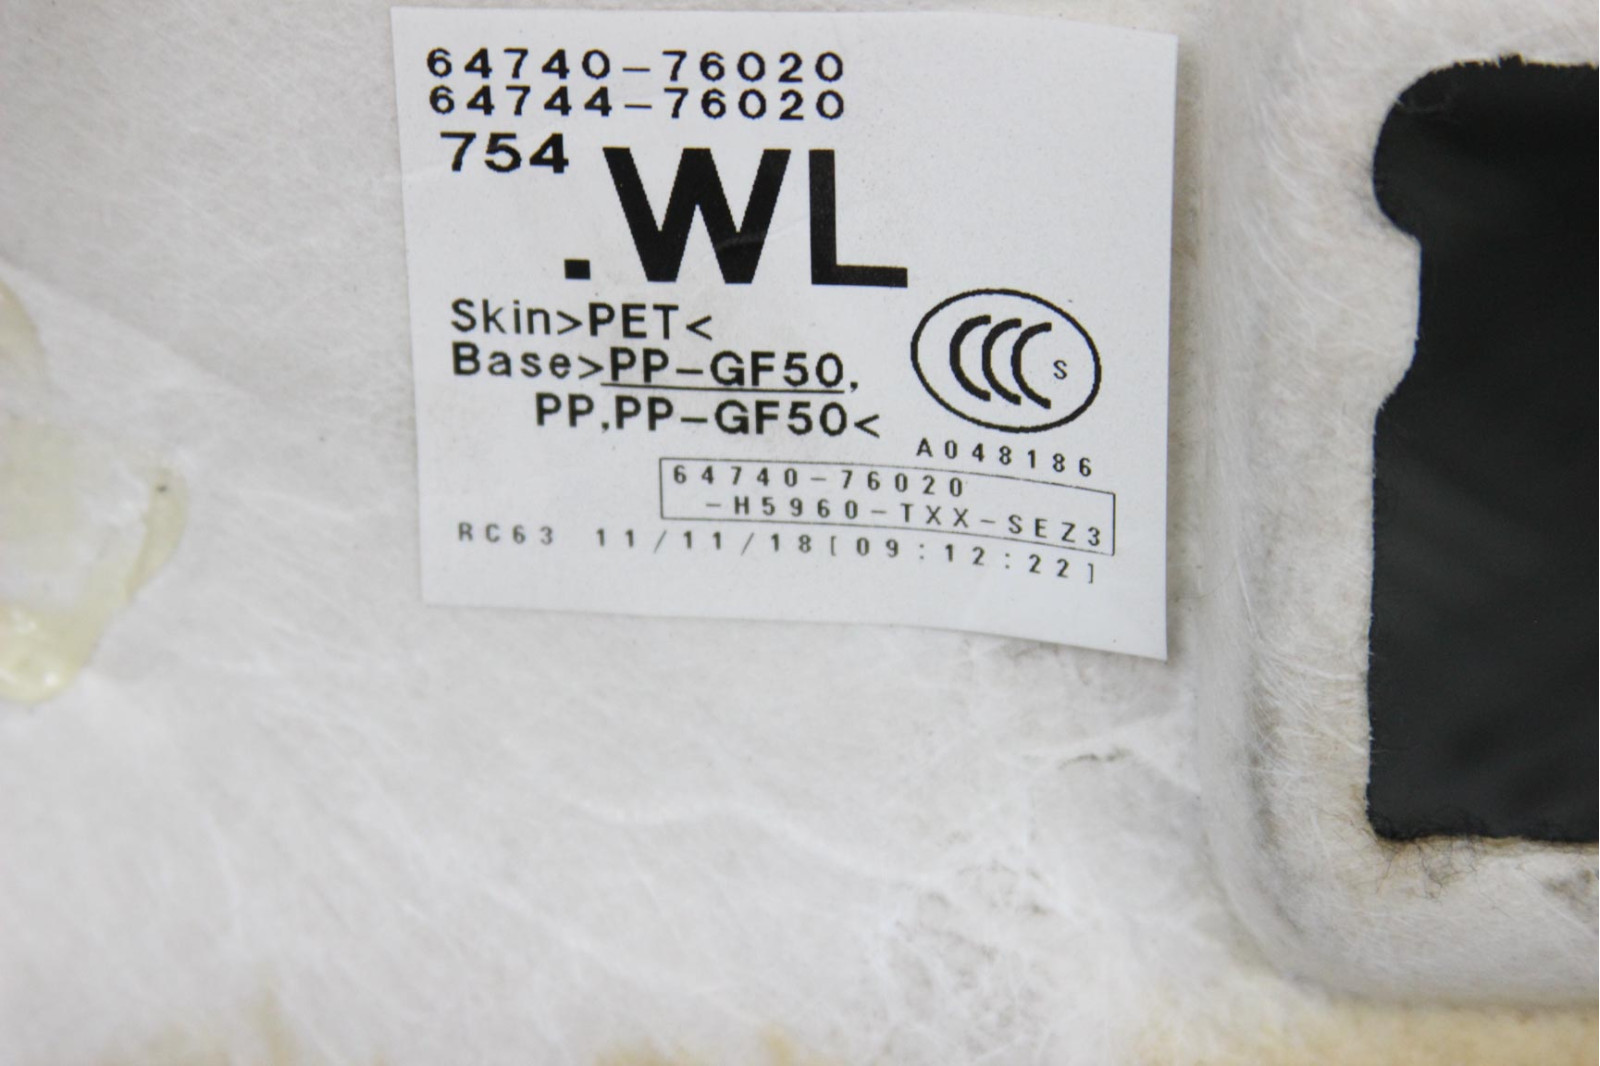 64740-76020
64744-76020
754
.WL
Skin>PET<
Base>PP-GF50,
PP,PP-GF50<
CCC S
A048186
64740-76020
-H5960-TXX-SEZ3
RC63 11/11/18[09:12:22]